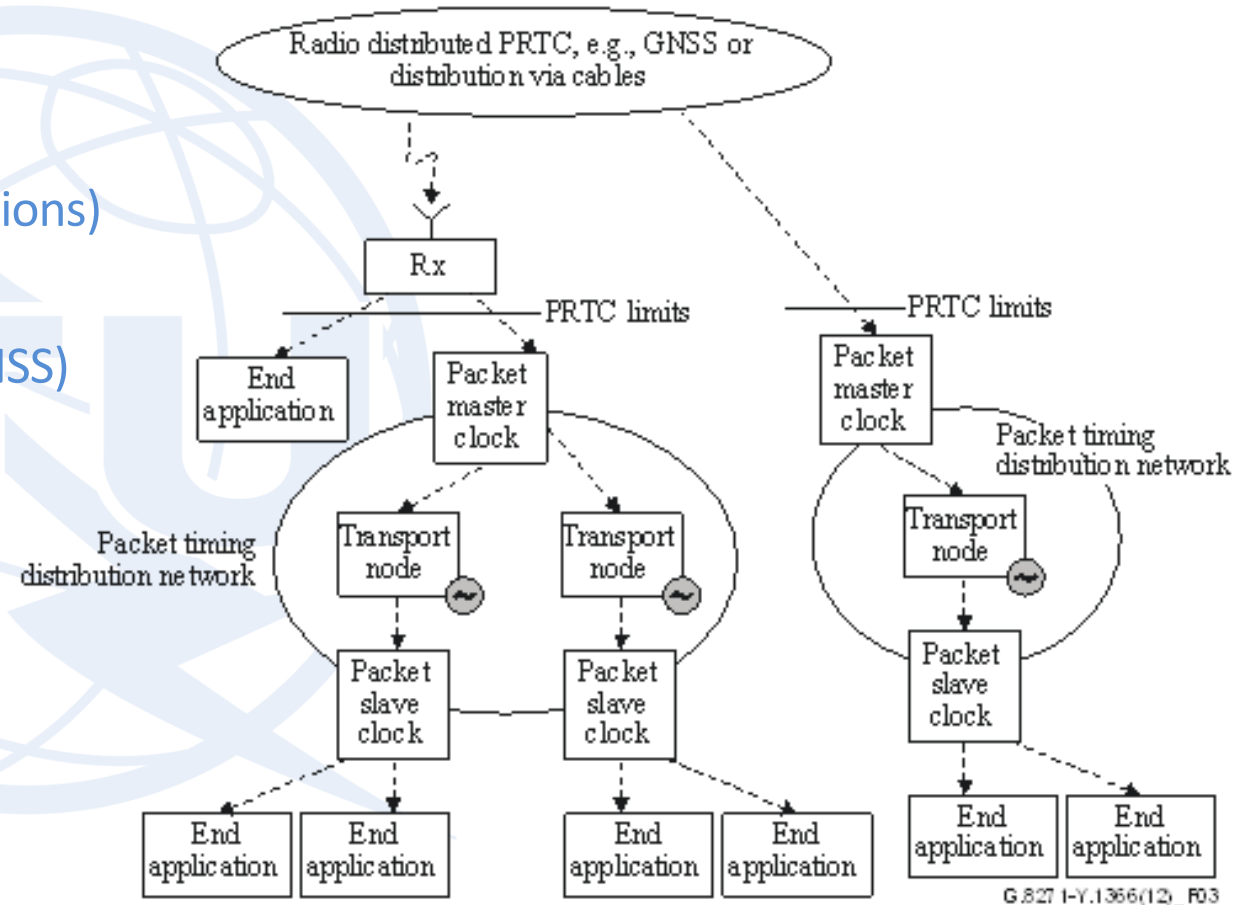 Radio distributed PRTC, e.g., GNSS or
distribution via cables
ions)
Rx
PRTC limits
PRTC limits
ISS)
End
application
Packet
master
clock
Packet
master
clock
Packet timing
distribution network
Packet timing
distribution network
Transport
node
Transport
node
Transport
node
Packet
slave
clock
Packet
slave
clock
Packet
slave
clock
End
application
End
application
End
application
End
application
End
application
End
application
G.8271-Y.1366(12)_F03